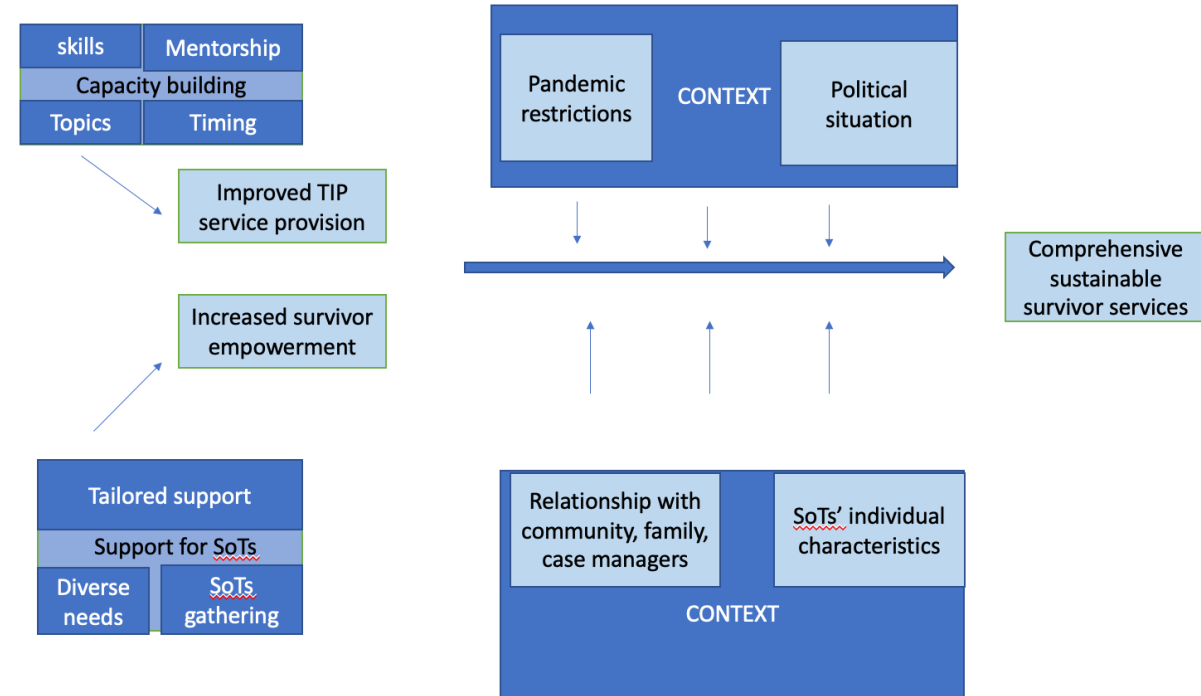 skills
Mentorship
Capacity building
Topics
Timing
Improved TIP
service provision
Increased survivor
empowerment
Tailored support
Support for SoTs
Diverse
needs
SoTs
gathering
Pandemic
restrictions
CONTEXT
Political
situation
Comprehensive
sustainable
survivor services
Relationship with
community, family,
case managers
SoTs’ individual
characteristics
CONTEXT